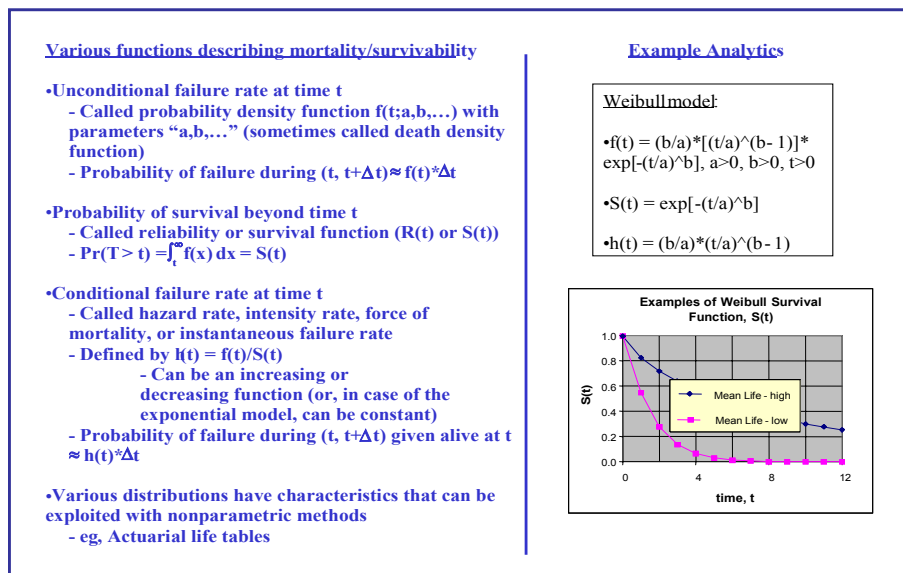 Various functions describing mortality/survivability
•Unconditional failure rate at time t
- Called probability density function f(t;a,b,…) with
parameters “a,b,…” (sometimes called death density
function)
- Probability of failure during (t, t+Δt)≈ f(t)*Δt
•Probability of survival beyond time t
- Called reliability or survival function (R(t) or S(t))
- Pr(T > t) =∫t∞ f(x) dx = S(t)
•Conditional failure rate at time t
- Called hazard rate, intensity rate, force of
mortality, or instantaneous failure rate
- Defined by h(t) = f(t)/S(t)
- Can be an increasing or
decreasing function (or, in case of the
exponential model, can be constant)
- Probability of failure during (t, t+Δt) given alive at t
≈ h(t)*Δt
•Various distributions have characteristics that can be
exploited with nonparametric methods
- eg, Actuarial life tables
Example Analytics
Weibull model:
•f(t) = (b/a)*[(t/a)^(b- 1)]*
exp[-(t/a)^b], a>0, b>0, t>0
•S(t) = exp[-(t/a)^b]
•h(t) = (b/a)*(t/a)^(b- 1)
Examples of Weibull Survival
Function, S(t)
S(t)
1.0
0.8
0.6
0.4
0.2
0.0
Mean Life - high
Mean Life - low
0 4 8 12
time, t